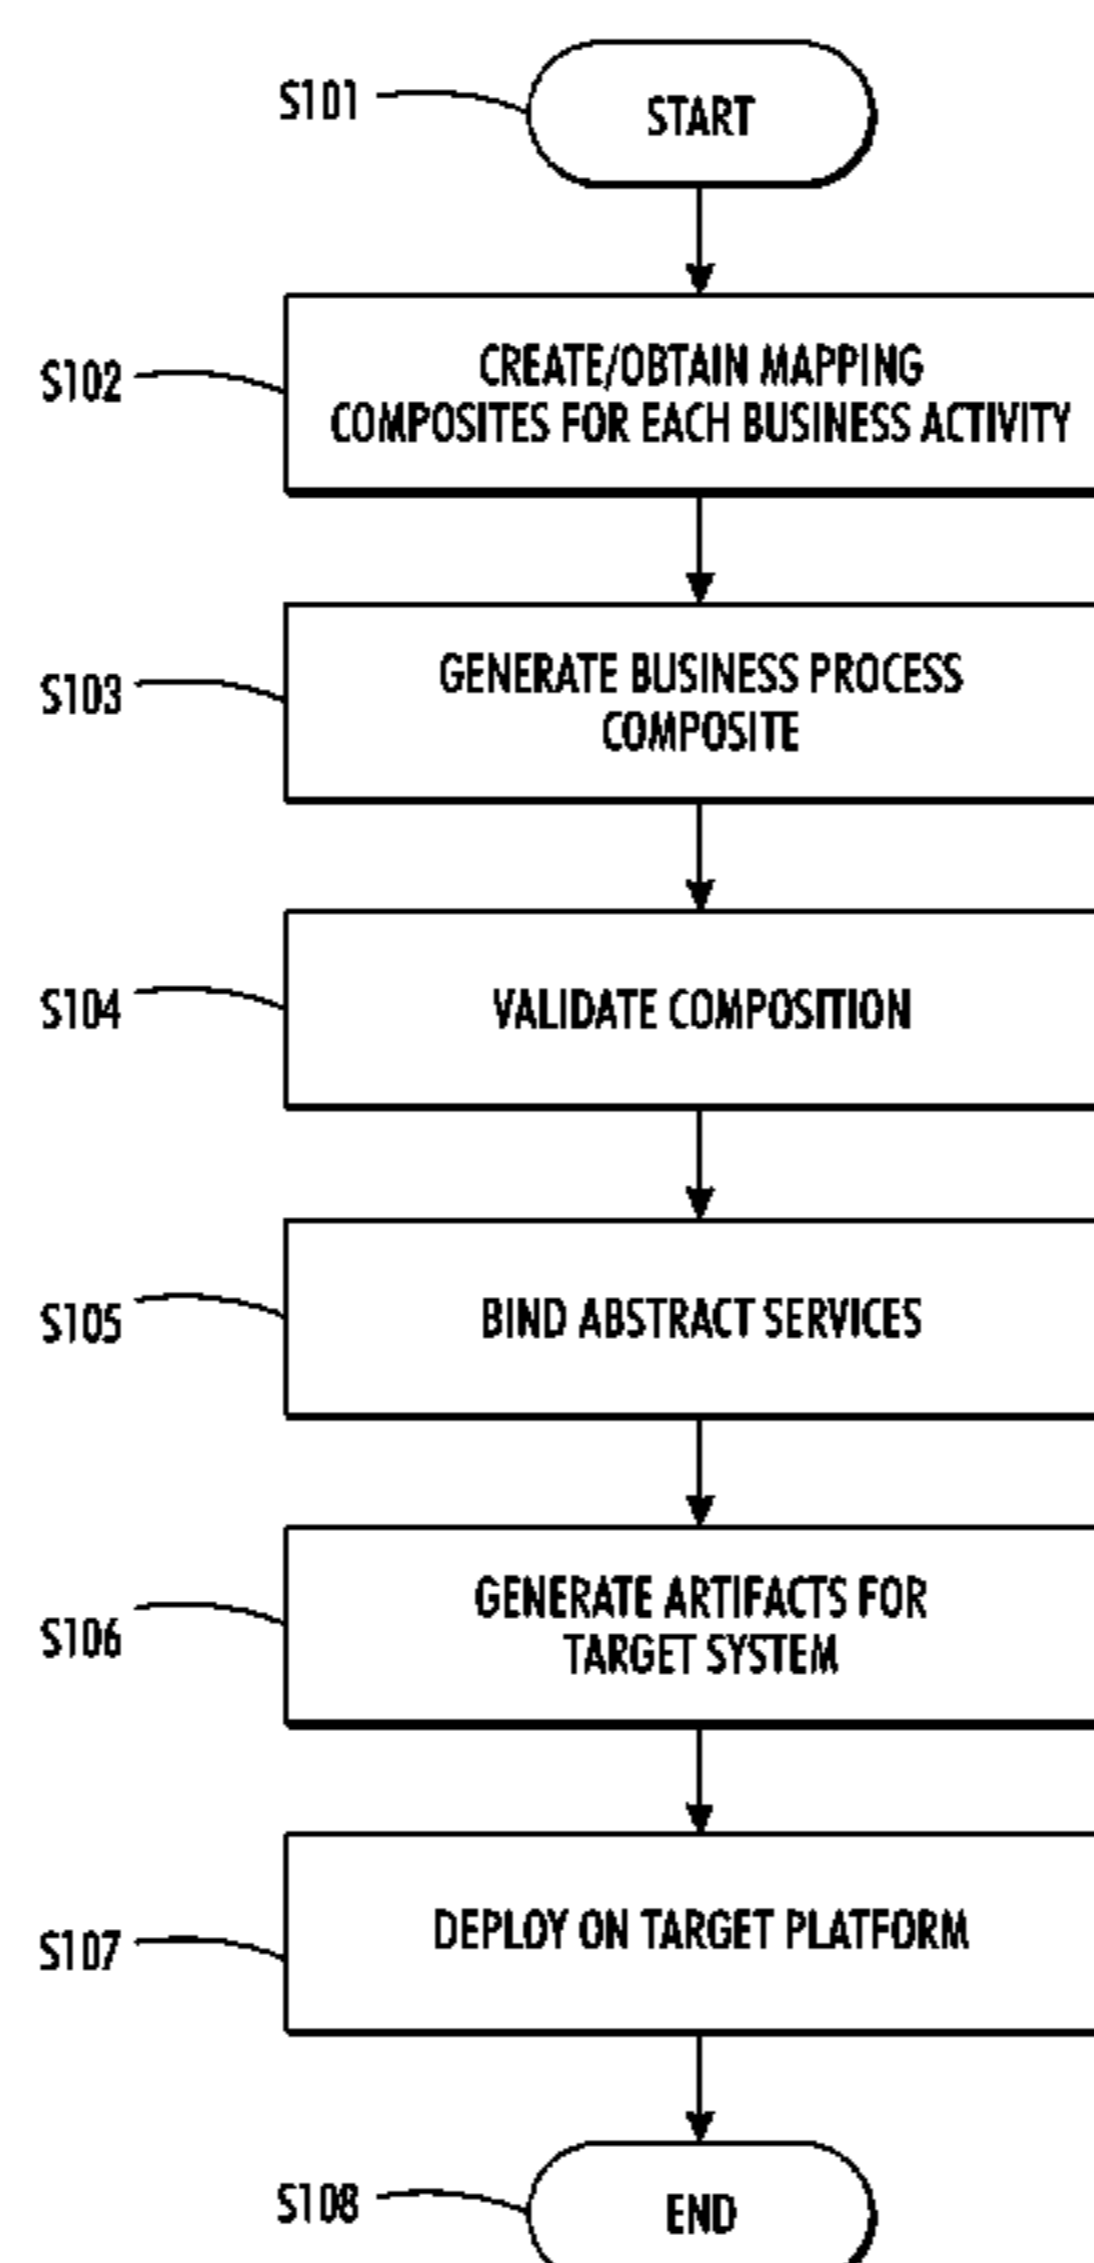 S101
START
S102
CREATE/OBTAIN MAPPING
COMPOSITES FOR EACH BUSINESS ACTIVITY
S103
GENERATE BUSINESS PROCESS
COMPOSITE
S104
VALIDATE COMPOSITION
S105
BIND ABSTRACT SERVICES
S106
GENERATE ARTIFACTS FOR
TARGET SYSTEM
S107
DEPLOY ON TARGET PLATFORM
S108
END